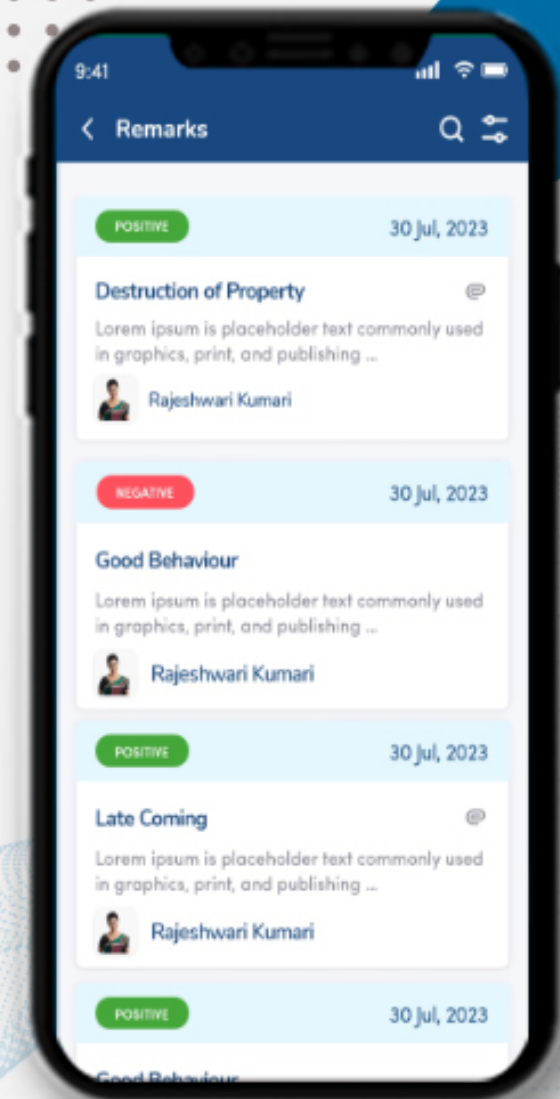 9:41
Remarks
POSITIVE 30 Jul, 2023
Destruction of Property
Lorem ipsum is placeholder text commonly used
in graphics, print, and publishing ...
Rajeshwari Kumari
NEGATIVE 30 Jul, 2023
Good Behaviour
Lorem ipsum is placeholder text commonly used
in graphics, print, and publishing ...
Rajeshwari Kumari
POSITIVE 30 Jul, 2023
Late Coming
Lorem ipsum is placeholder text commonly used
in graphics, print, and publishing ...
Rajeshwari Kumari
POSITIVE 30 Jul, 2023
Good Behaviour